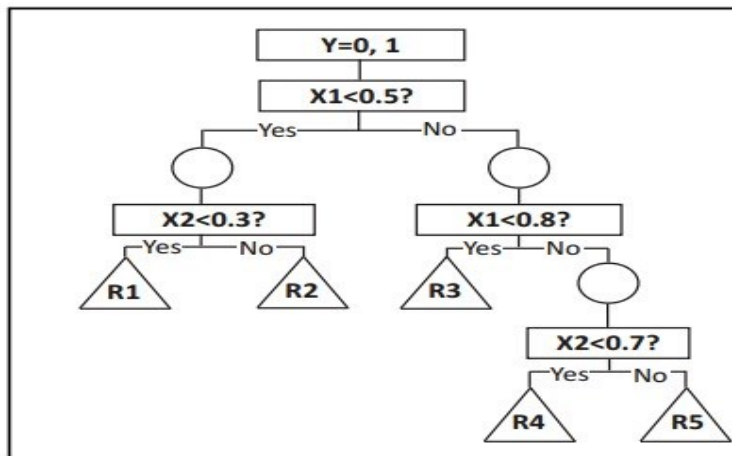 Y=0, 1
X1<0.5?
Yes No
X2<0.3? X1<0.8?
Yes No Yes No
R1 R2 R3
X2<0.7?
Yes No
R4 R5